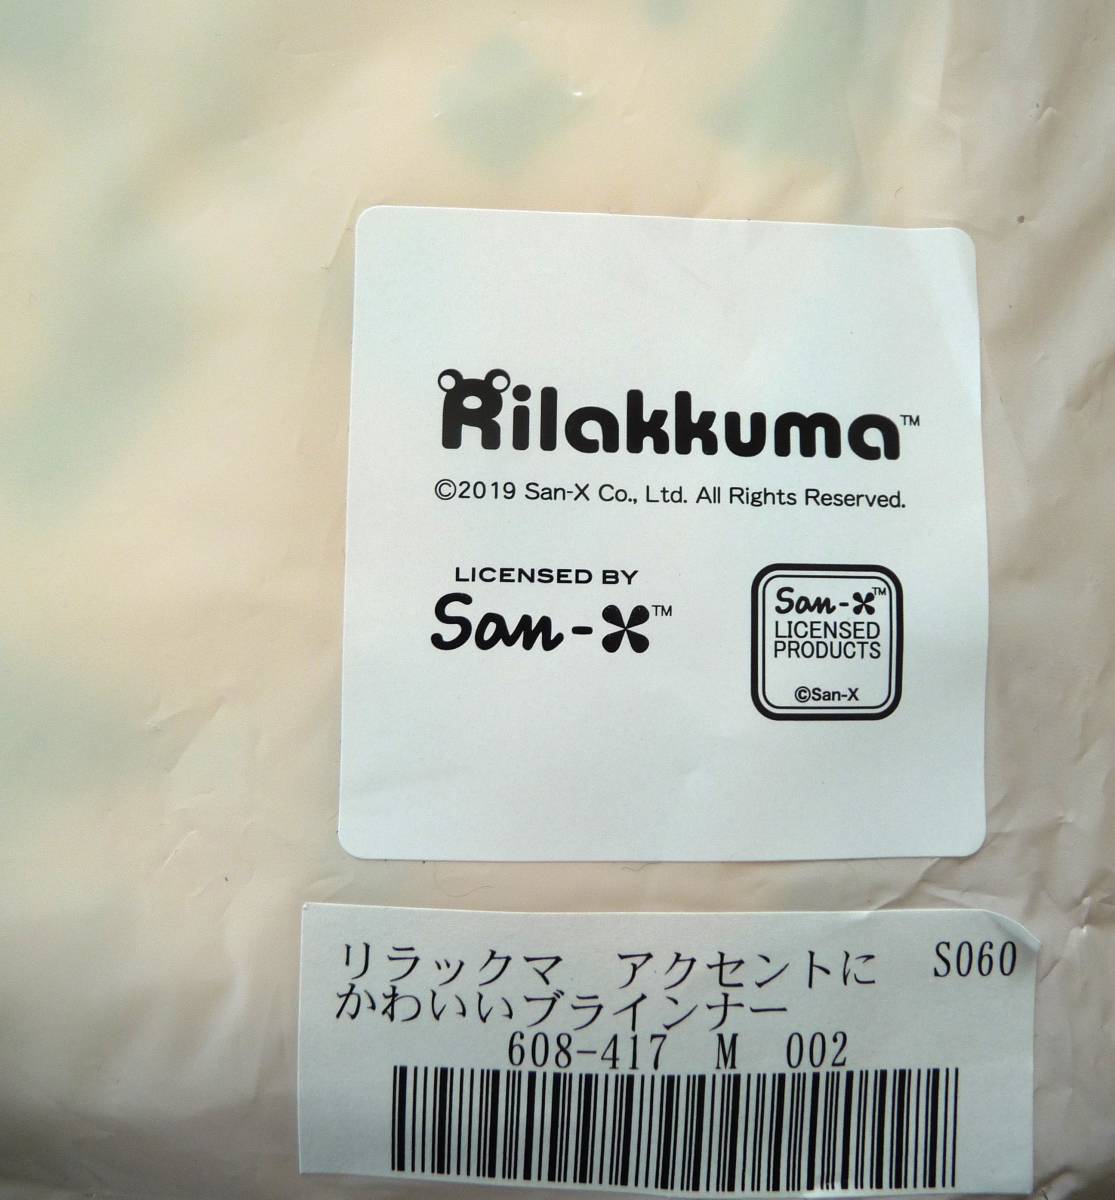 Rilakkuma™
©2019 San-X Co., Ltd. All Rights Reserved.
LICENSED BY
San-X™
San-X™
LICENSED
PRODUCTS
©San-X
リラックマ　アクセントに　S060
かわいいブラインナー
608-417　M　002